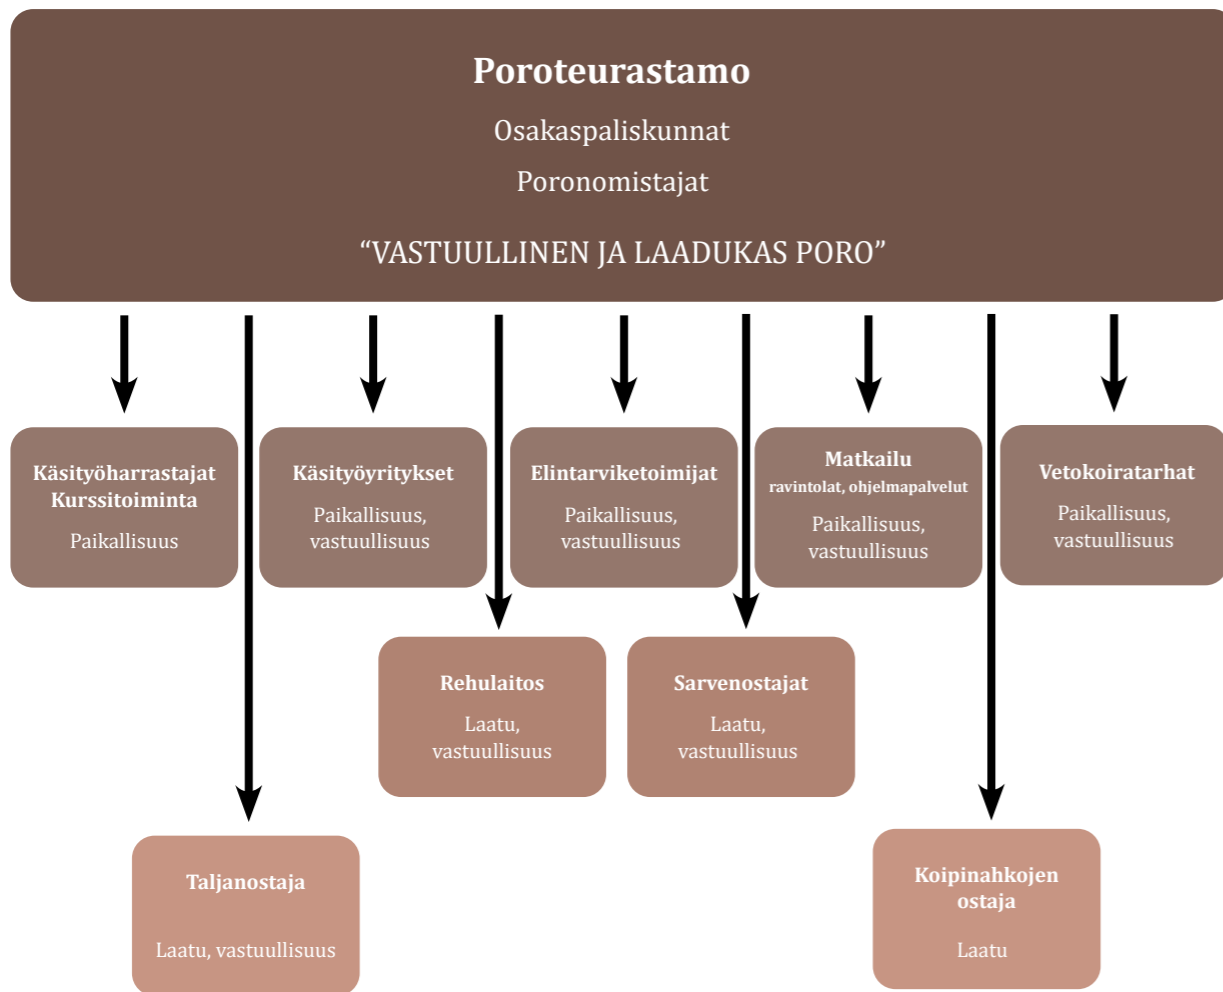 Poroteurastamo
Osakaspaliskunnat
Poronomistajat
“VASTUULLINEN JA LAADUKAS PORO”
Käsityöharrastajat
Kurssitoiminta
Paikallisuus
Käsityöyritykset
Paikallisuus,
vastuullisuus
Elintarviketoimijat
Paikallisuus,
vastuullisuus
Matkailu
ravintolat, ohjelmapalvelut
Paikallisuus,
vastuullisuus
Vetokoiratarhat
Paikallisuus,
vastuullisuus
Rehulaitos
Laatu,
vastuullisuus
Sarvenostajat
Laatu,
vastuullisuus
Taljanostaja
Laatu, vastuullisuus
Koipinahkojen
ostaja
Laatu